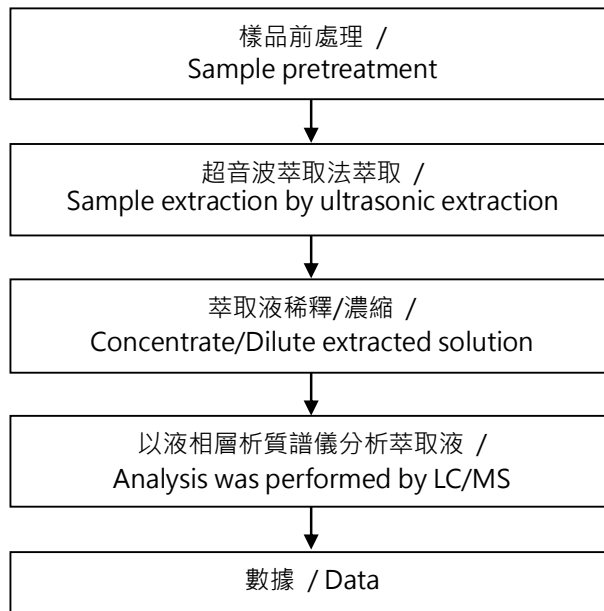 樣品前處理 /
Sample pretreatment
超音波萃取法萃取 /
Sample extraction by ultrasonic extraction
萃取液稀釋/濃縮 /
Concentrate/Dilute extracted solution
以液相層析質譜儀分析萃取液 /
Analysis was performed by LC/MS
數據 / Data